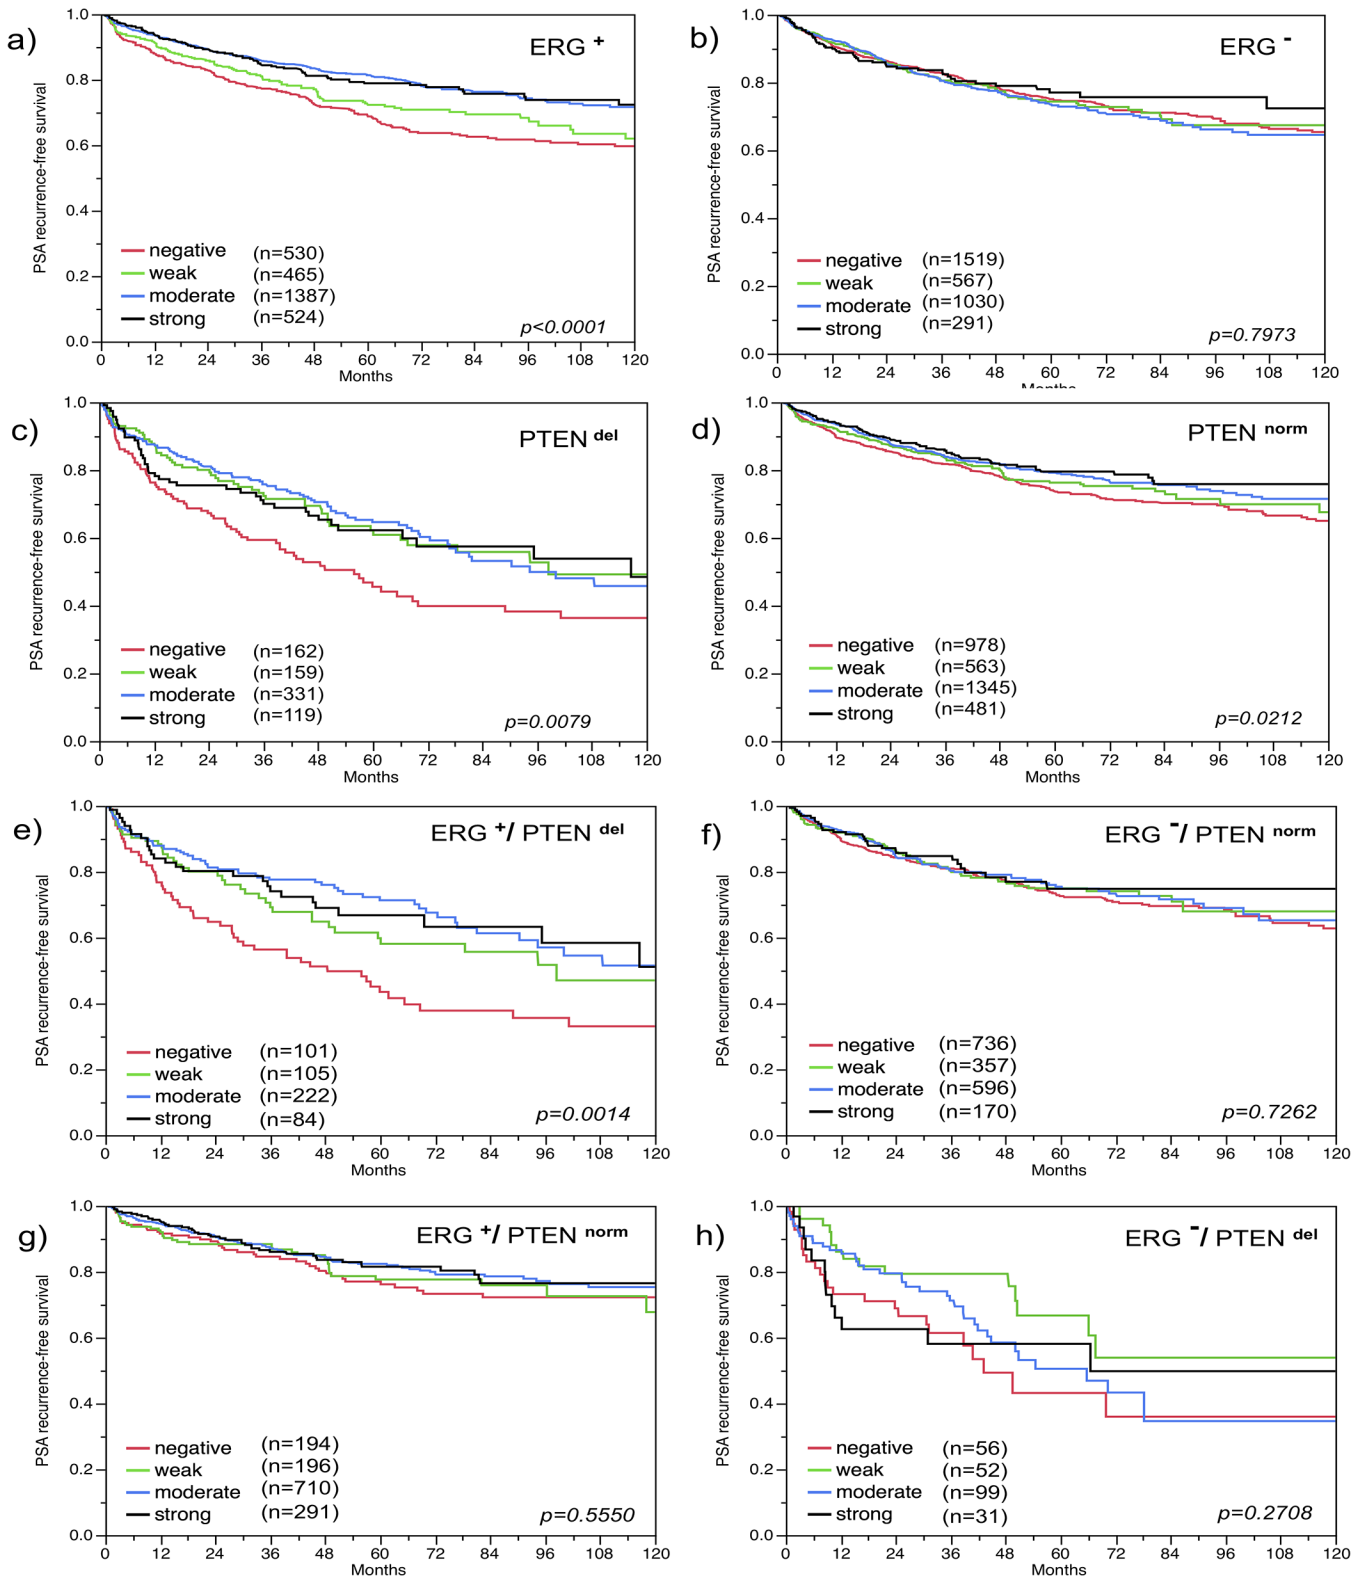 a)
ERG +
PSA recurrence-free survival
1.0
0.8
0.6
0.4
0.2
0.0
negative (n=530)
weak (n=465)
moderate (n=1387)
strong (n=524)
p<0.0001
0 12 24 36 48 60 72 84 96 108 120
Months
b)
ERG -
PSA recurrence-free survival
1.0
0.8
0.6
0.4
0.2
0.0
negative (n=1519)
weak (n=567)
moderate (n=1030)
strong (n=291)
p=0.7973
0 12 24 36 48 60 72 84 96 108 120
Months
c)
PTEN del
PSA recurrence-free survival
1.0
0.8
0.6
0.4
0.2
0.0
negative (n=162)
weak (n=159)
moderate (n=331)
strong (n=119)
p=0.0079
0 12 24 36 48 60 72 84 96 108 120
Months
d)
PTEN norm
PSA recurrence-free survival
1.0
0.8
0.6
0.4
0.2
0.0
negative (n=978)
weak (n=563)
moderate (n=1345)
strong (n=481)
p=0.0212
0 12 24 36 48 60 72 84 96 108 120
Months
e)
ERG +/ PTEN del
PSA recurrence-free survival
1.0
0.8
0.6
0.4
0.2
0.0
negative (n=101)
weak (n=105)
moderate (n=222)
strong (n=84)
p=0.0014
0 12 24 36 48 60 72 84 96 108 120
Months
f)
ERG -/ PTEN norm
PSA recurrence-free survival
1.0
0.8
0.6
0.4
0.2
0.0
negative (n=736)
weak (n=357)
moderate (n=596)
strong (n=170)
p=0.7262
0 12 24 36 48 60 72 84 96 108 120
Months
g)
ERG +/ PTEN norm
PSA recurrence-free survival
1.0
0.8
0.6
0.4
0.2
0.0
negative (n=194)
weak (n=196)
moderate (n=710)
strong (n=291)
p=0.5550
0 12 24 36 48 60 72 84 96 108 120
Months
h)
ERG -/ PTEN del
PSA recurrence-free survival
1.0
0.8
0.6
0.4
0.2
0.0
negative (n=56)
weak (n=52)
moderate (n=99)
strong (n=31)
p=0.2708
0 12 24 36 48 60 72 84 96 108 120
Months